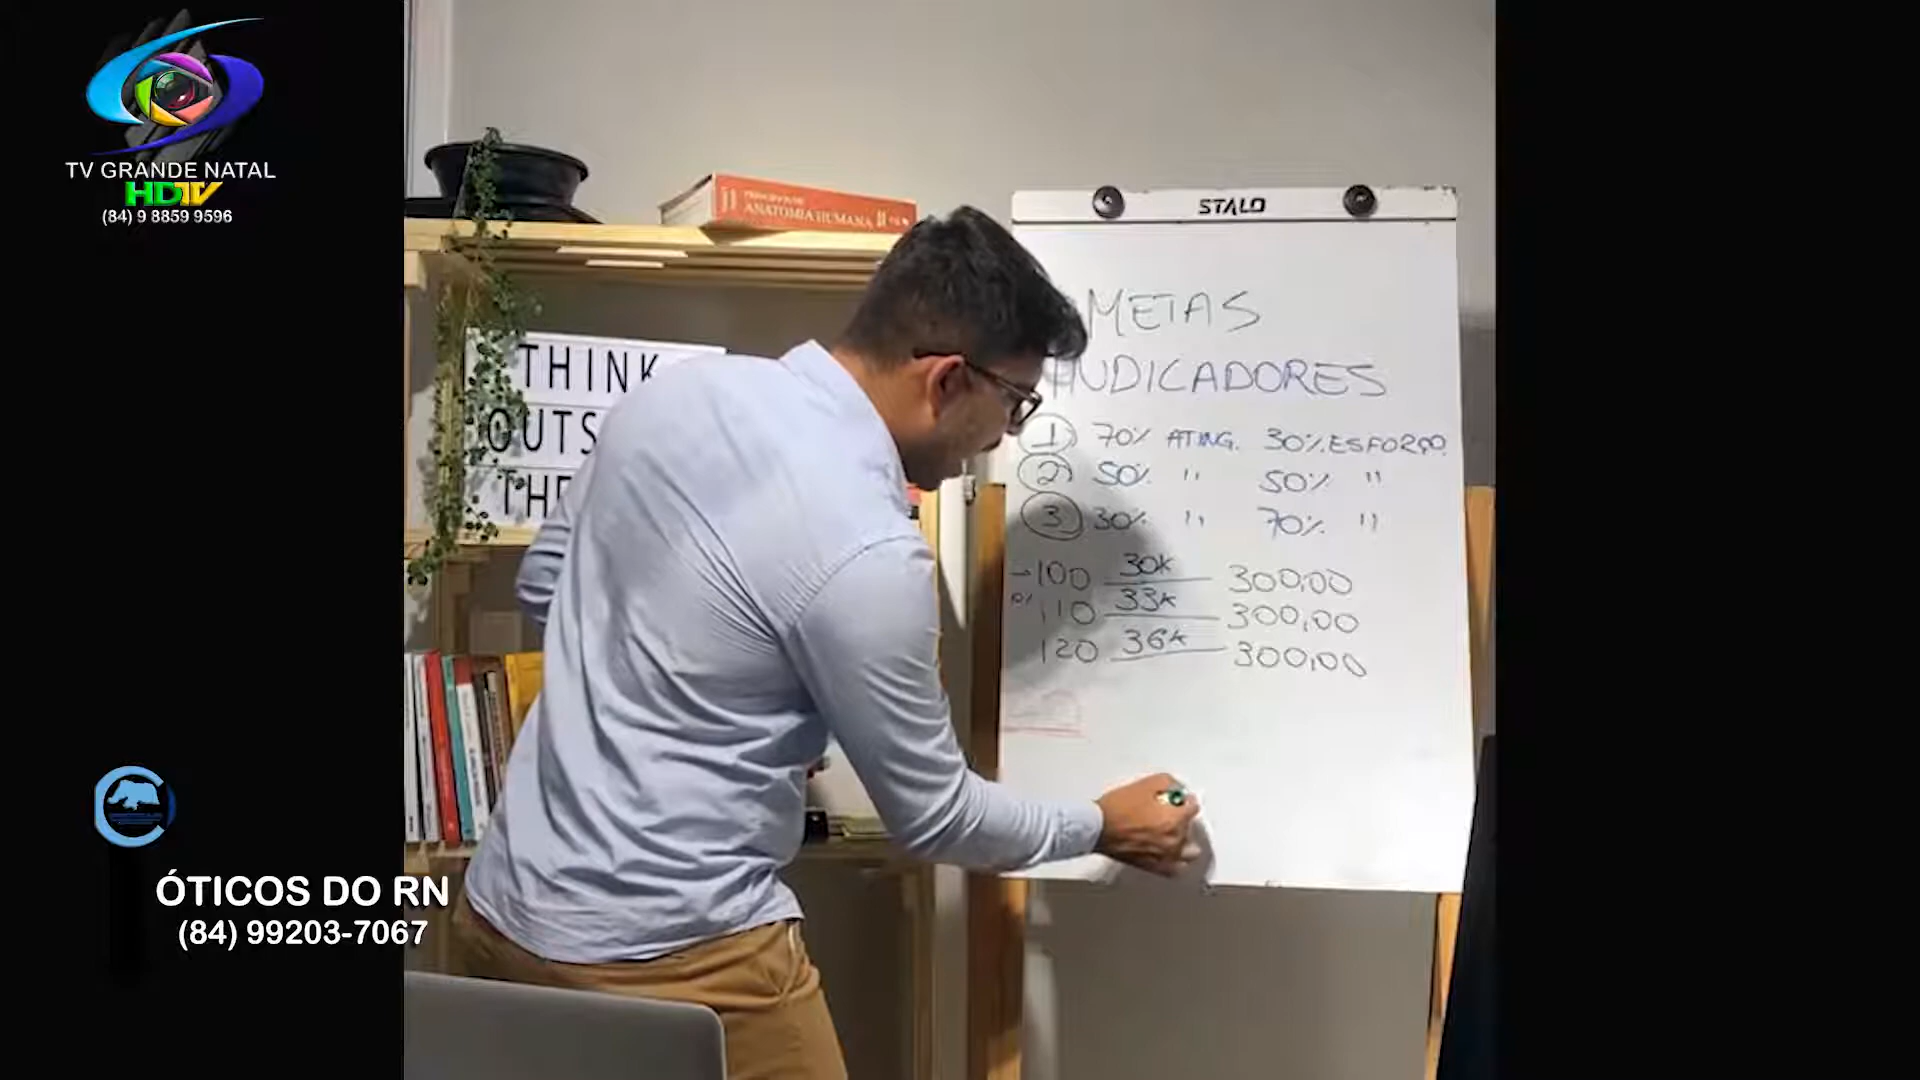 TV GRANDE NATAL
HDTV
(84) 9 8859 9596
ANATOMIA HUMANA
STALO
THINK
OUTS
THE
METAS
INDICADORES
1 70% ATING. 30% ESFORÇO
2 50% " 50% "
3 30% " 70% "
-100 30K 300,00
110 33K 300,00
120 36K 300,00
ÓTICOS DO RN
(84) 99203-7067